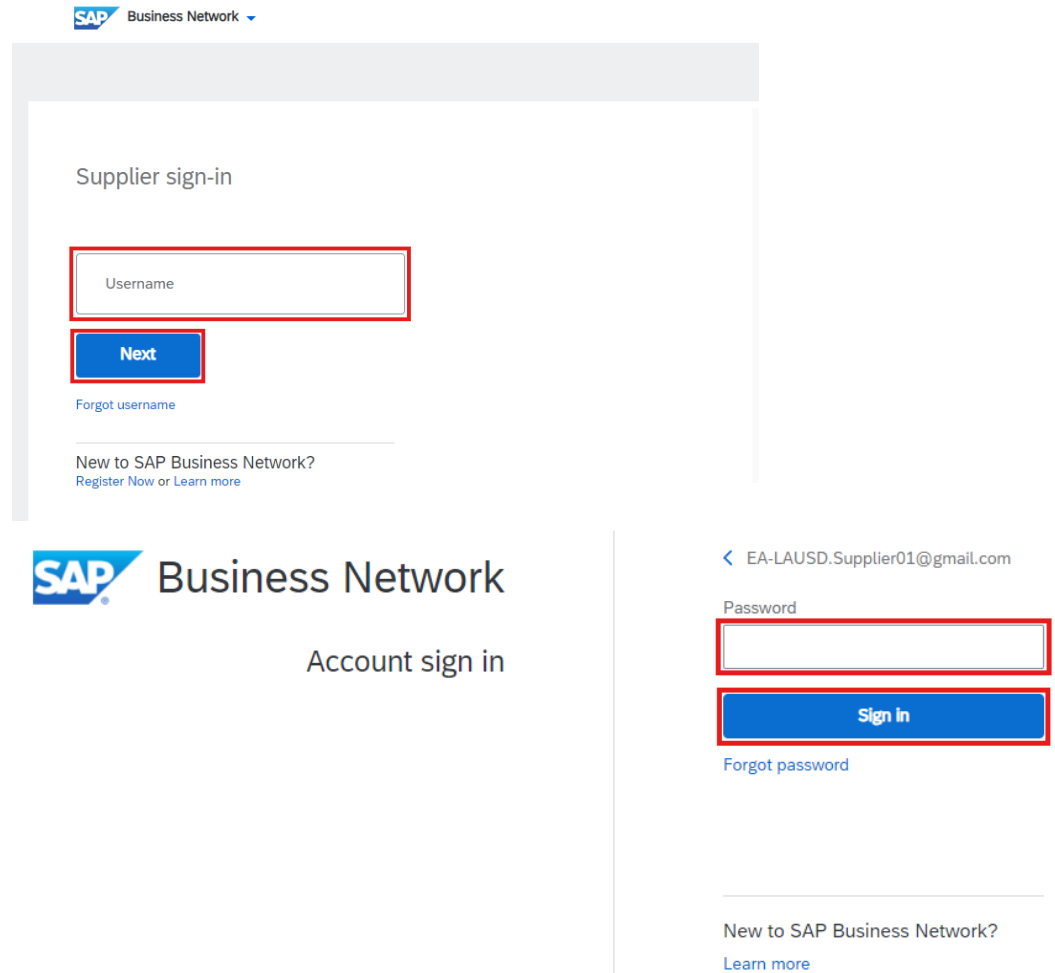 SAP Business Network
Supplier sign-in
Username
Next
Forgot username
New to SAP Business Network?
Register Now or Learn more
SAP® Business Network
Account sign in
EA-LAUSD.Supplier01@gmail.com
Password
Sign in
Forgot password
New to SAP Business Network?
Learn more